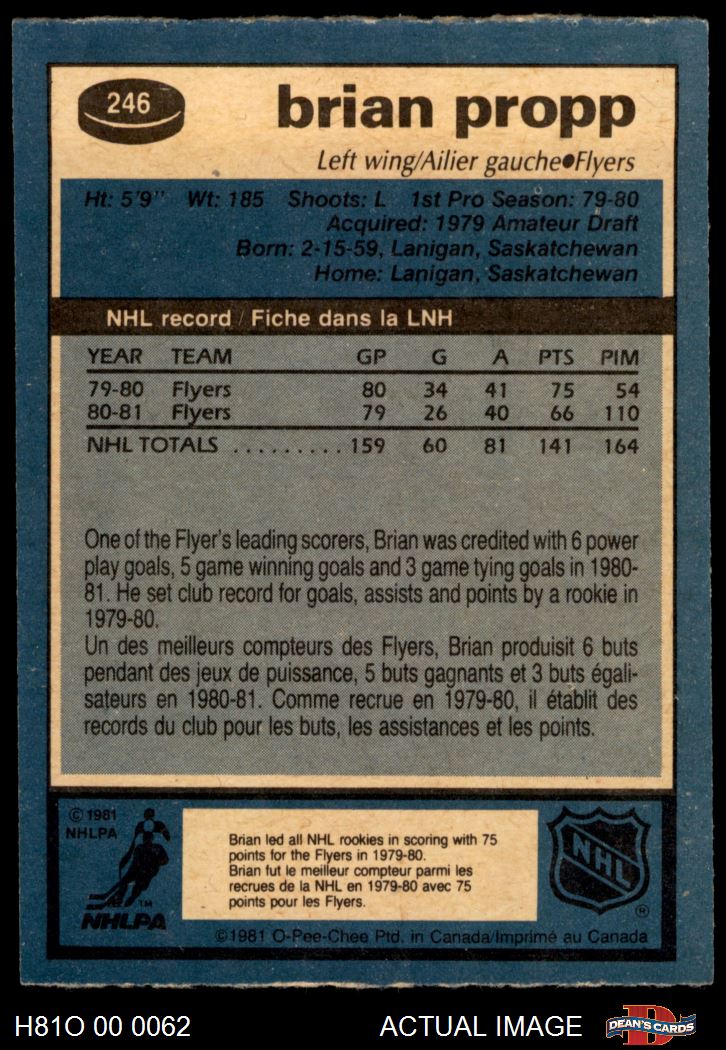 246
brian propp
Left wing/Ailier gauche●Flyers
Ht: 5'9" Wt: 185 Shoots: L 1st Pro Season: 79-80
Acquired: 1979 Amateur Draft
Born: 2-15-59, Lanigan, Saskatchewan
Home: Lanigan, Saskatchewan
NHL record / Fiche dans la LNH
YEAR TEAM GP G A PTS PIM
79-80 Flyers 80 34 41 75 54
80-81 Flyers 79 26 40 66 110
NHL TOTALS .......... 159 60 81 141 164
One of the Flyer's leading scorers, Brian was credited with 6 power
play goals, 5 game winning goals and 3 game tying goals in 1980-
81. He set club record for goals, assists and points by a rookie in
1979-80.
Un des meilleurs compteurs des Flyers, Brian produisit 6 buts
pendant des jeux de puissance, 5 buts gagnants et 3 buts égali-
sateurs en 1980-81. Comme recrue en 1979-80, il établit des
records du club pour les buts, les assistances et les points.
© 1981
NHLPA
TM
NHLPA
Brian led all NHL rookies in scoring with 75
points for the Flyers in 1979-80.
Brian fut le meilleur compteur parmi les
recrues de la NHL en 1979-80 avec 75
points pour les Flyers.
NHL
®
©1981 O-Pee-Chee Ptd. in Canada/Imprimé au Canada
H81O 00 0062
ACTUAL IMAGE
D
DEAN'S CARDS